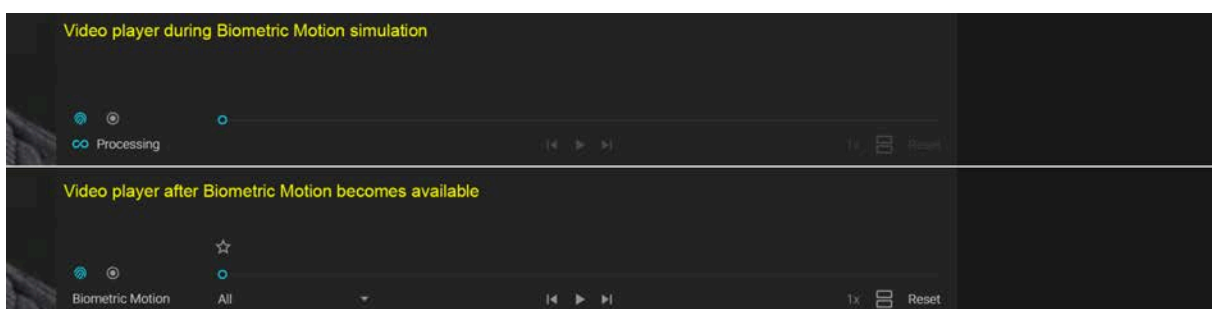 Video player during Biometric Motion simulation
Processing
1x Reset
Video player after Biometric Motion becomes available
Biometric Motion All 1x Reset